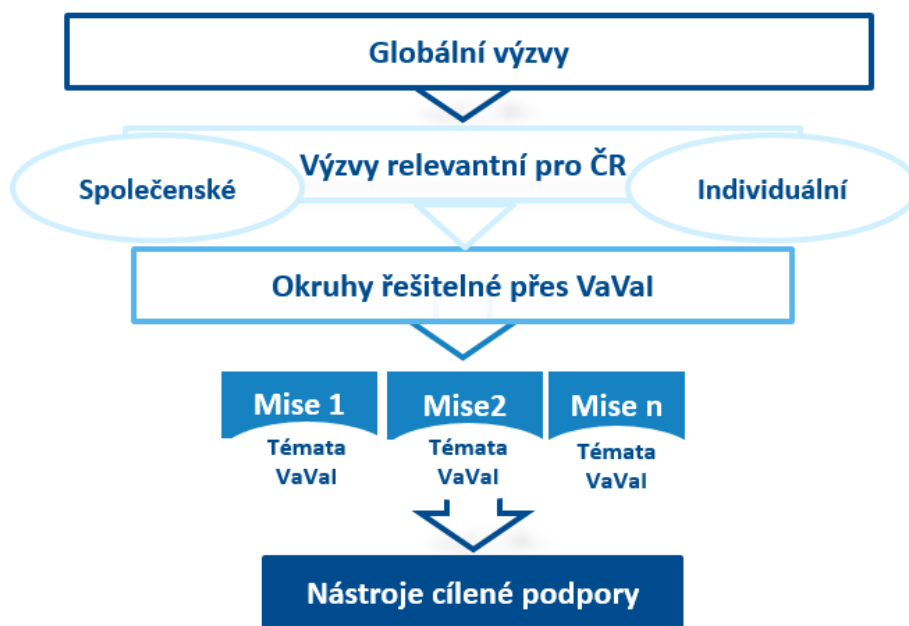 Globální výzvy
Výzvy relevantní pro ČR
Společenské
Individuální
Okruhy řešitelné přes VaVaI
Mise 1
Mise2
Mise n
Témata
VaVaI
Témata
VaVaI
Témata
VaVaI
Nástroje cílené podpory